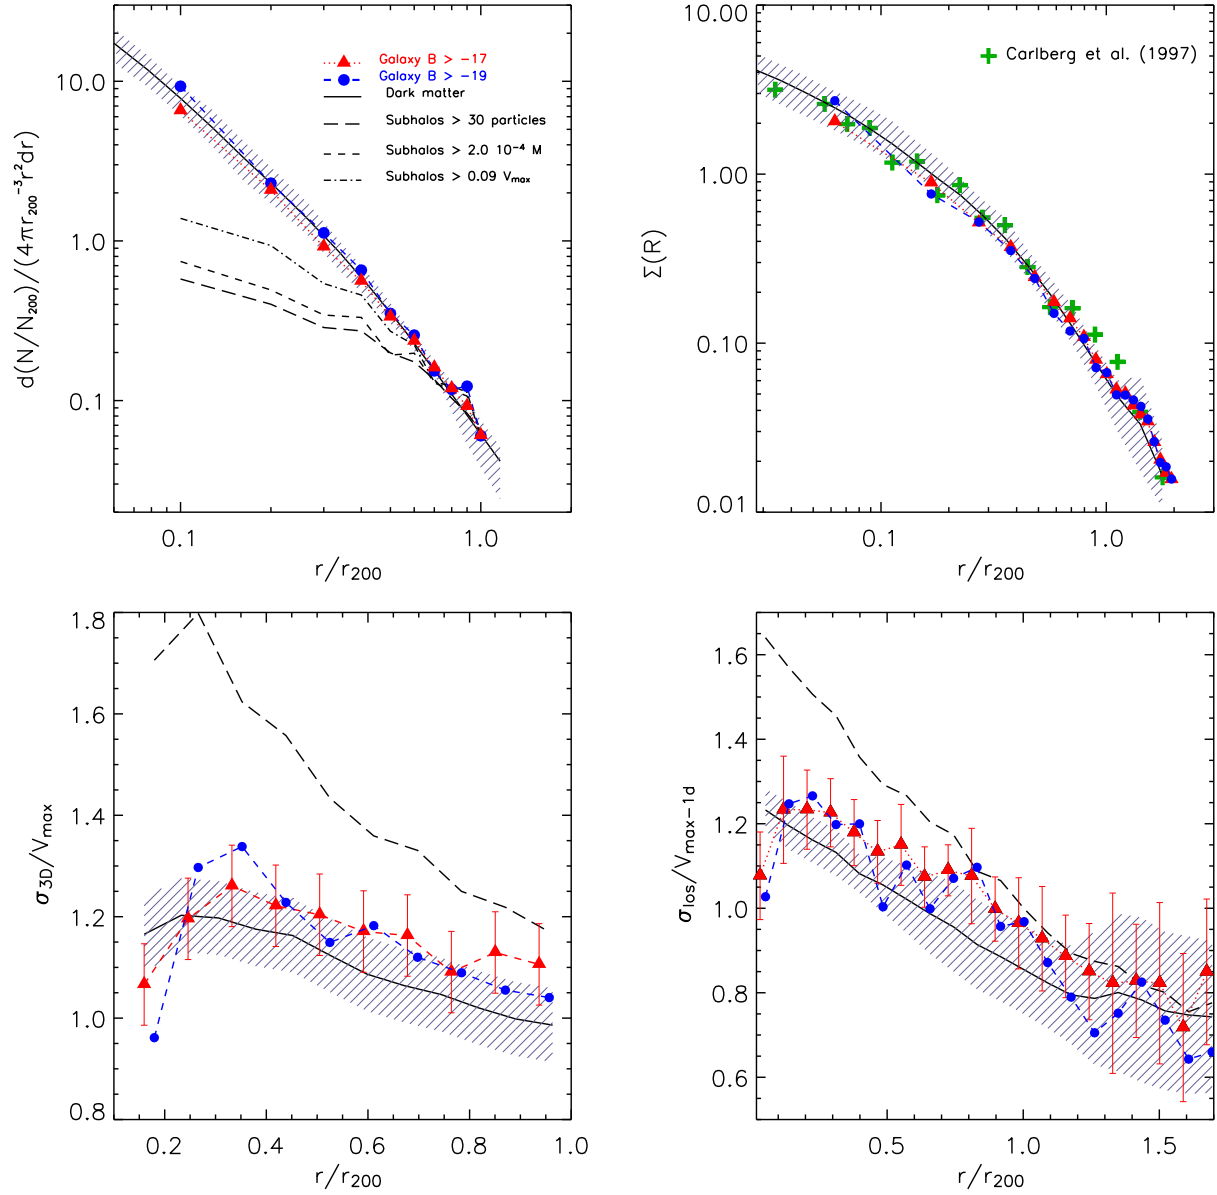 10.0
1.0
0.1
d(N/N200)/(4πr200−3r2dr)
Galaxy B > −17
Galaxy B > −19
Dark matter
Subhalos > 30 particles
Subhalos > 2.0 10−4 M
Subhalos > 0.09 Vmax
0.1 1.0
r/r200
10.00
1.00
0.10
0.01
Σ(R)
Carlberg et al. (1997)
0.1 1.0
r/r200
1.8
1.6
1.4
1.2
1.0
0.8
σ3D/Vmax
0.2 0.4 0.6 0.8 1.0
r/r200
1.6
1.4
1.2
1.0
0.8
0.6
σlos/Vmax−1d
0.5 1.0 1.5
r/r200